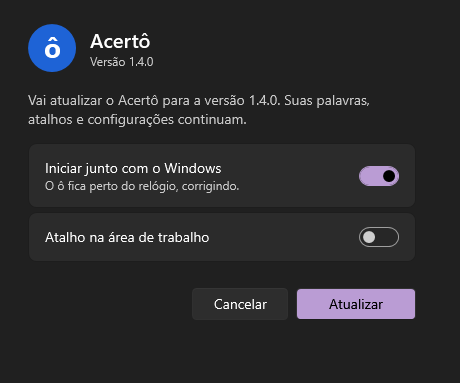 ô
Acertô
Versão 1.4.0
Vai atualizar o Acertô para a versão 1.4.0. Suas palavras,
atalhos e configurações continuam.
Iniciar junto com o Windows
O ô fica perto do relógio, corrigindo.
Atalho na área de trabalho
Cancelar
Atualizar